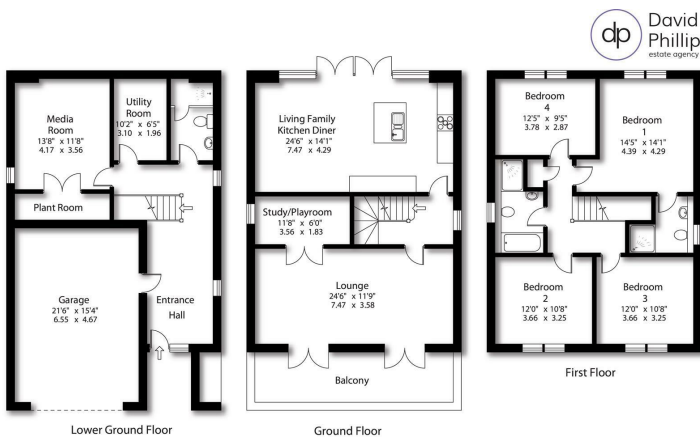 dp
David
Phillip
estate agency
Media
Room
13'8" x 11'8"
4.17 x 3.56
Utility
Room
10'2" x 6'5"
3.10 x 1.96
Plant Room
Garage
21'6" x 15'4"
6.55 x 4.67
Entrance
Hall
Lower Ground Floor
Living Family
Kitchen Diner
24'6" x 14'1"
7.47 x 4.29
Study/Playroom
11'8" x 6'0"
3.56 x 1.83
Lounge
24'6" x 11'9"
7.47 x 3.58
Balcony
Ground Floor
Bedroom
4
12'5" x 9'5"
3.78 x 2.87
Bedroom
1
14'5" x 14'1"
4.39 x 4.29
Bedroom
2
12'0" x 10'8"
3.66 x 3.25
Bedroom
3
12'0" x 10'8"
3.66 x 3.25
First Floor